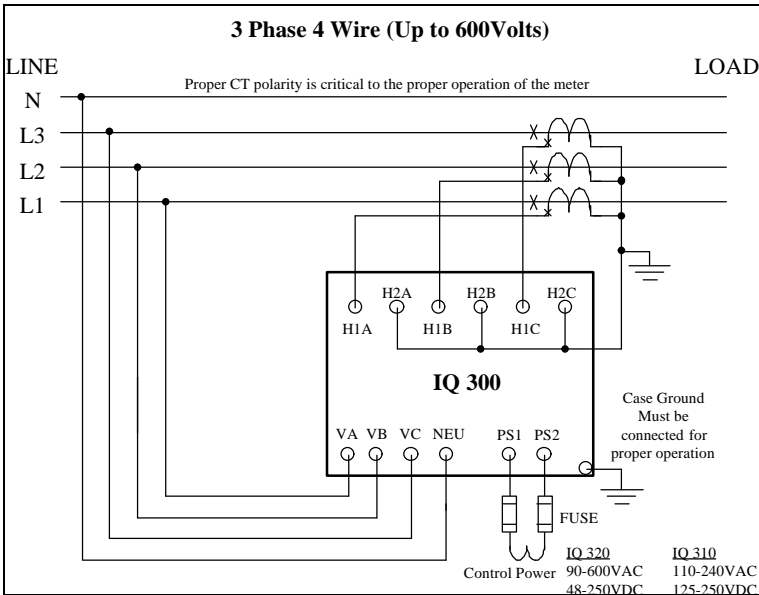 3 Phase 4 Wire (Up to 600Volts)
LINE
LOAD
Proper CT polarity is critical to the proper operation of the meter
N
L3
L2
L1
H2A
H2B
H2C
H1A
H1B
H1C
IQ 300
Case Ground
Must be
connected for
proper operation
VA VB VC NEU PS1 PS2
FUSE
Control Power
IQ 320 IQ 310
90-600VAC 110-240VAC
48-250VDC 125-250VDC